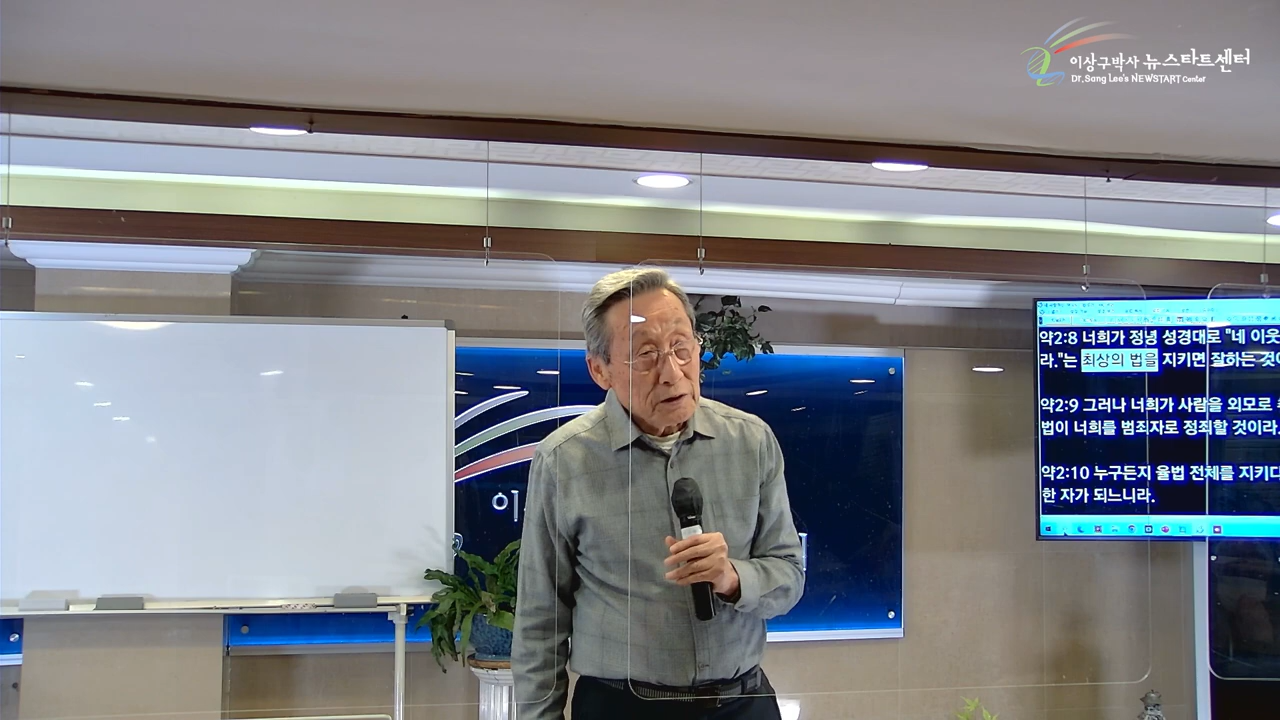 이상구박사 뉴스타트센터
Dr. Sang Lee's NEWSTART Center
약2:8 너희가 정녕 성경대로 "네 이웃
라."는 최상의 법을 지키면 잘하는 것이
약2:9 그러나 너희가 사람을 외모로
법이 너희를 범죄자로 정죄할 것이라.
약2:10 누구든지 율법 전체를 지키다
한 자가 되느니라.
이